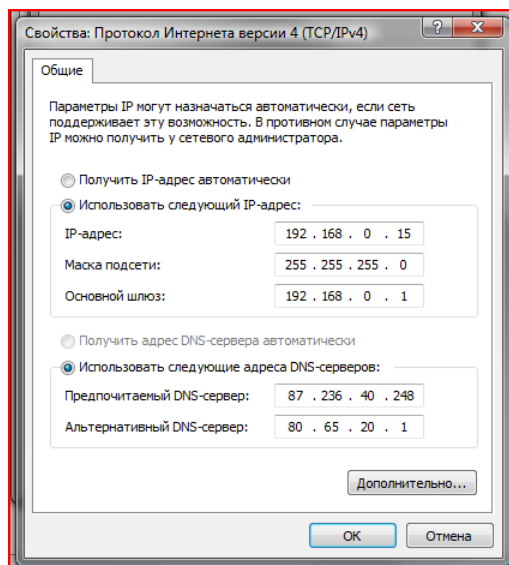 Свойства: Протокол Интернета версии 4 (TCP/IPv4)
Общие
Параметры IP могут назначаться автоматически, если сеть
поддерживает эту возможность. В противном случае параметры
IP можно получить у сетевого администратора.
Получить IP-адрес автоматически
Использовать следующий IP-адрес:
IP-адрес: 192 . 168 . 0 . 15
Маска подсети: 255 . 255 . 255 . 0
Основной шлюз: 192 . 168 . 0 . 1
Получить адрес DNS-сервера автоматически
Использовать следующие адреса DNS-серверов:
Предпочитаемый DNS-сервер: 87 . 236 . 40 . 248
Альтернативный DNS-сервер: 80 . 65 . 20 . 1
Дополнительно...
OK Отмена